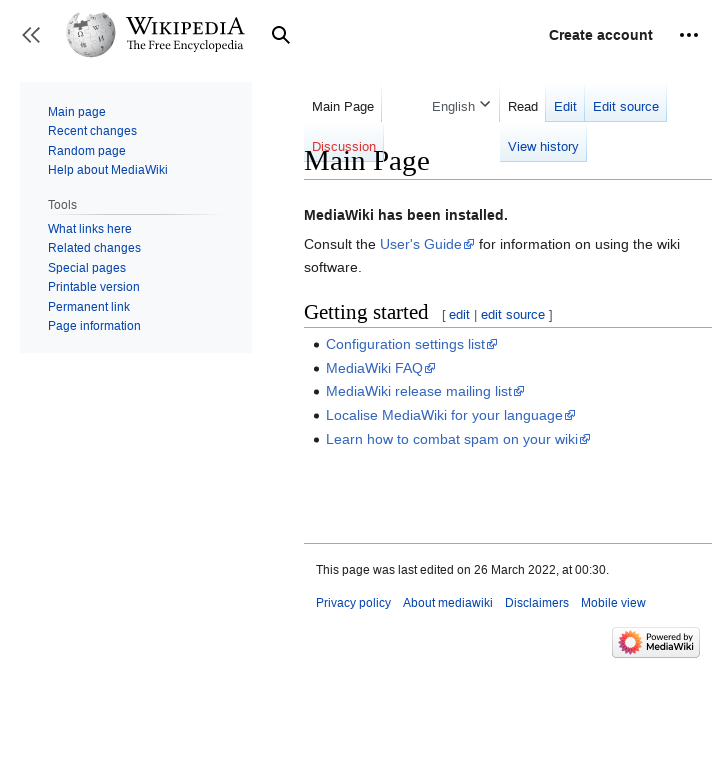 WIKIPEDIA
The Free Encyclopedia
Create account
Main page
Recent changes
Random page
Help about MediaWiki
Tools
What links here
Related changes
Special pages
Printable version
Permanent link
Page information
Main Page English Read Edit Edit source
Discussion View history
Main Page
MediaWiki has been installed.
Consult the User's Guide for information on using the wiki
software.
Getting started [ edit | edit source ]
Configuration settings list
MediaWiki FAQ
MediaWiki release mailing list
Localise MediaWiki for your language
Learn how to combat spam on your wiki
This page was last edited on 26 March 2022, at 00:30.
Privacy policy About mediawiki Disclaimers Mobile view
Powered by
MediaWiki